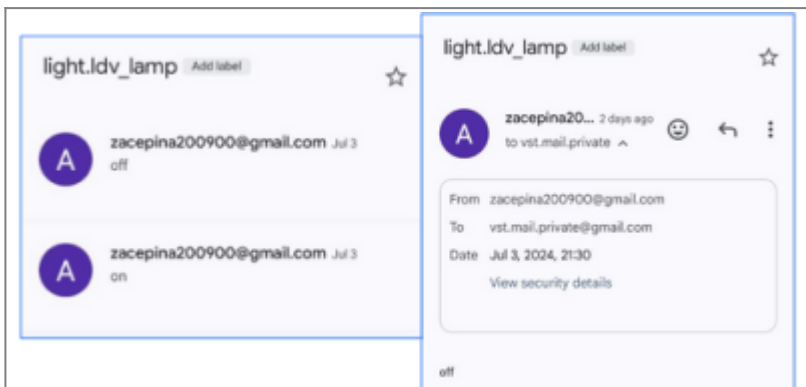 light.ldv_lamp Add label
A
zacepina200900@gmail.com Jul 3
off
A
zacepina200900@gmail.com Jul 3
on
light.ldv_lamp Add label
A
zacepina20... 2 days ago
to vst.mail.private
From zacepina200900@gmail.com
To vst.mail.private@gmail.com
Date Jul 3, 2024, 21:30
View security details
off